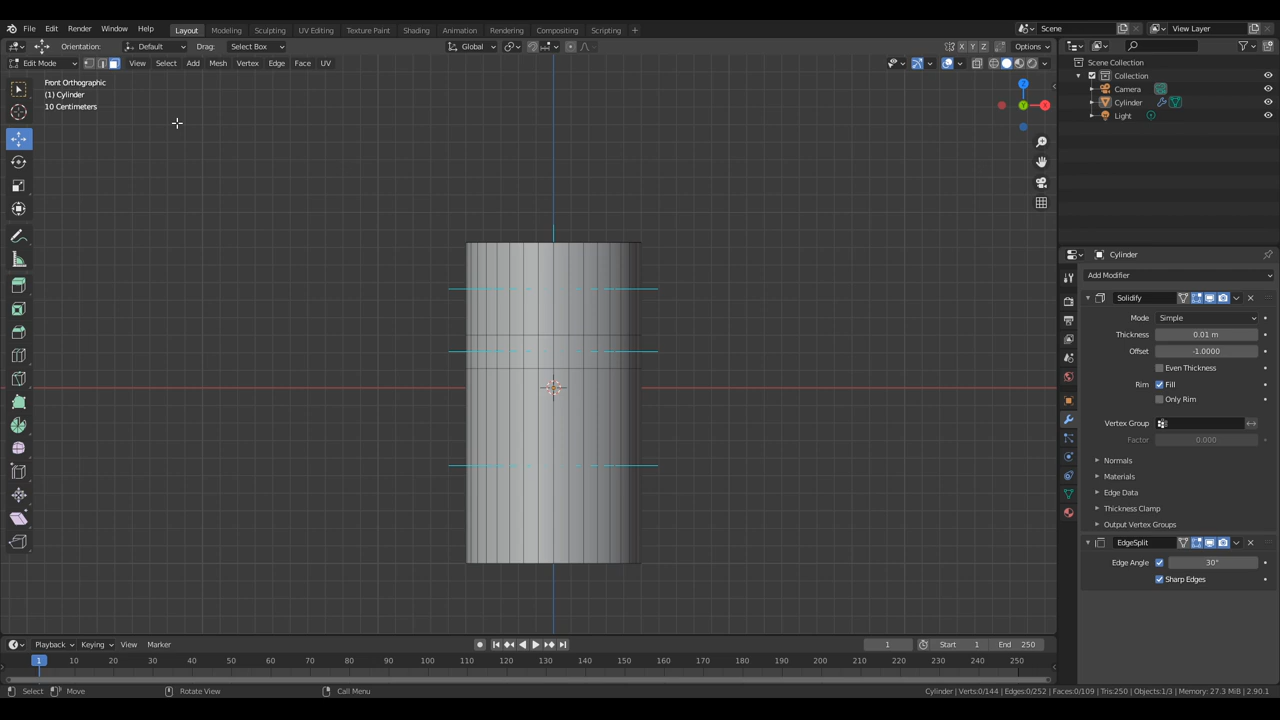 File Edit Render Window Help Layout Modeling Sculpting UV Editing Texture Paint Shading Animation Rendering Compositing Scripting + Scene View Layer
Orientation: Default Drag: Select Box Global X Y Z Options
Edit Mode View Select Add Mesh Vertex Edge Face UV
Front Orthographic
(1) Cylinder
10 Centimeters
Z
Y
X
Scene Collection
Collection
Camera
Cylinder
Light
Cylinder
Add Modifier
Solidify
Mode Simple
Thickness 0.01 m
Offset -1.0000
Even Thickness
Rim Fill
Only Rim
Vertex Group
Factor 0.000
Normals
Materials
Edge Data
Thickness Clamp
Output Vertex Groups
EdgeSplit
Edge Angle 30°
Sharp Edges
Playback Keying View Marker 1 Start 1 End 250
1 10 20 30 40 50 60 70 80 90 100 110 120 130 140 150 160 170 180 190 200 210 220 230 240 250
Select Move Rotate View Call Menu Cylinder | Verts:0/144 | Edges:0/252 | Faces:0/109 | Tris:250 | Objects:1/3 | Memory: 27.3 MiB | 2.90.1